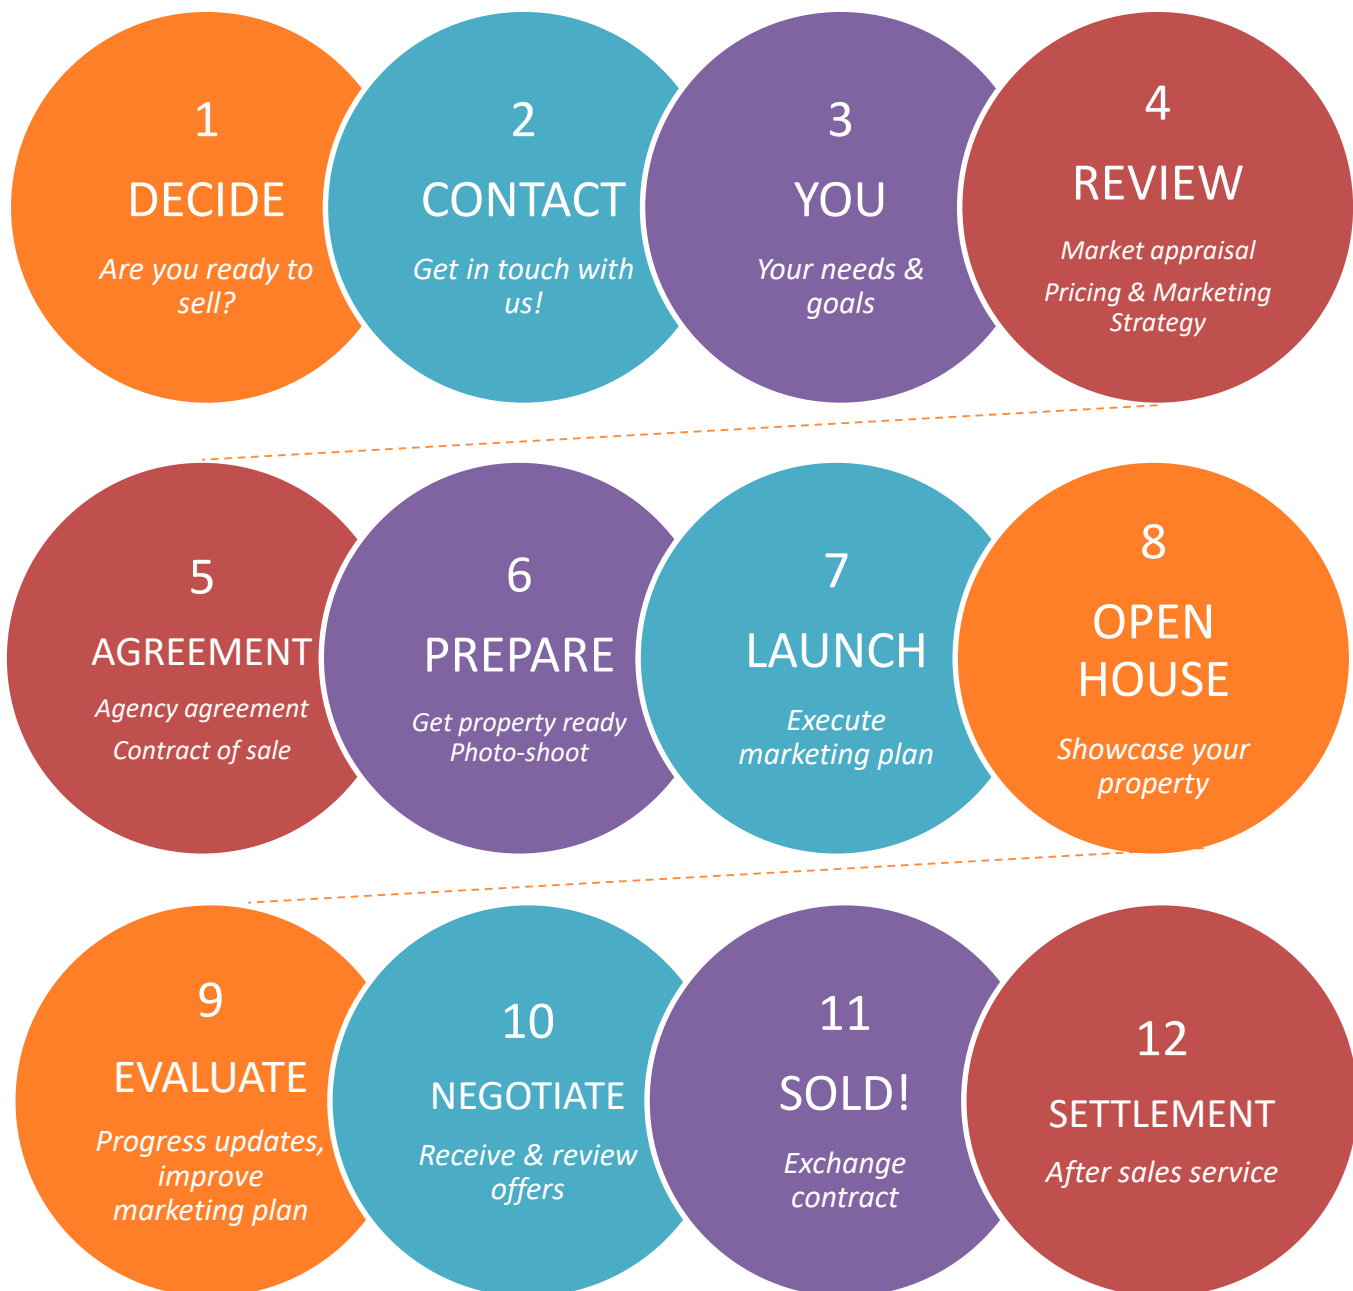 1
DECIDE
Are you ready to
sell?
2
CONTACT
Get in touch with
us!
3
YOU
Your needs &
goals
4
REVIEW
Market appraisal
Pricing & Marketing
Strategy
5
AGREEMENT
Agency agreement
Contract of sale
6
PREPARE
Get property ready
Photo-shoot
7
LAUNCH
Execute
marketing plan
8
OPEN
HOUSE
Showcase your
property
9
EVALUATE
Progress updates,
improve
marketing plan
10
NEGOTIATE
Receive & review
offers
11
SOLD!
Exchange
contract
12
SETTLEMENT
After sales service